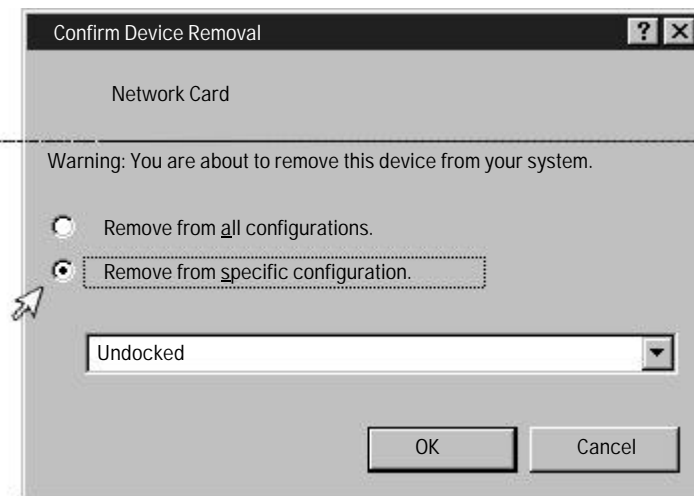 Confirm Device Removal
Network Card
Warning: You are about to remove this device from your system.
Remove from all configurations.
Remove from specific configuration.
Undocked
OK Cancel